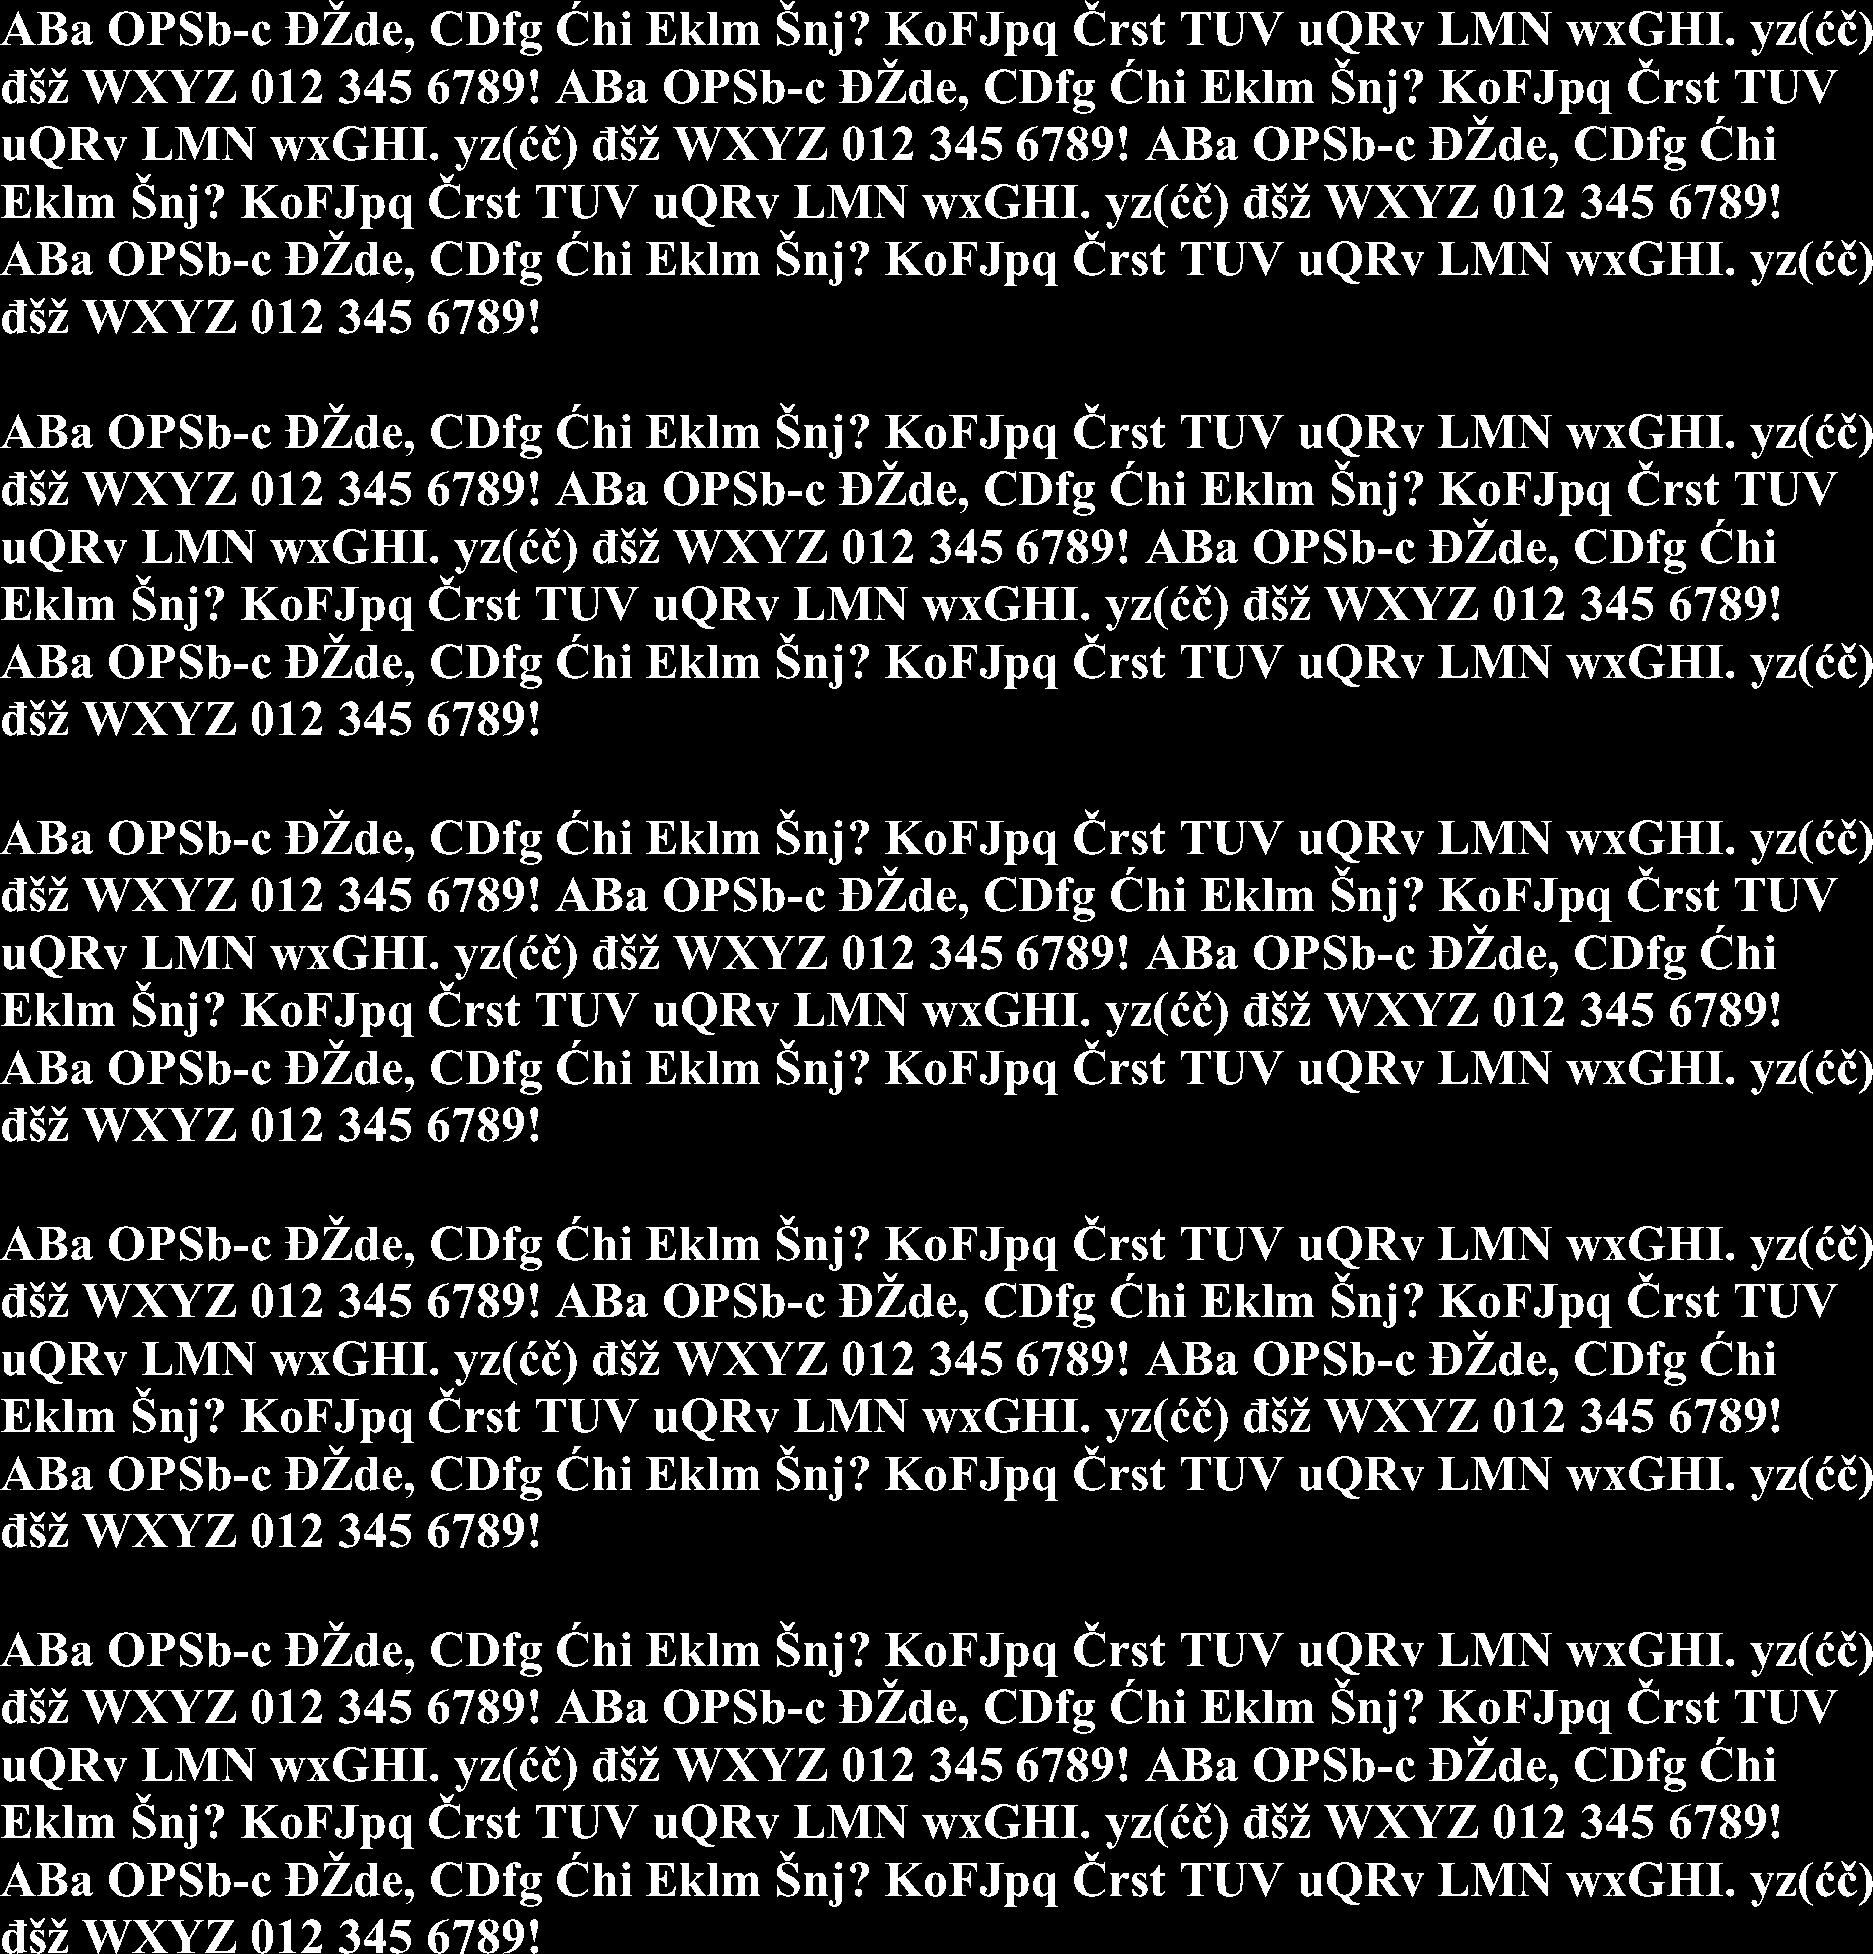 ABa OPSb-c ĐŽde, CDfg Ćhi Eklm Šnj? KoFJpq Črst TUV uQRv LMN wxGHI. yz(ćč)
đšž WXYZ 012 345 6789! ABa OPSb-c ĐŽde, CDfg Ćhi Eklm Šnj? KoFJpq Črst TUV
uQRv LMN wxGHI. yz(ćč) đšž WXYZ 012 345 6789! ABa OPSb-c ĐŽde, CDfg Ćhi
Eklm Šnj? KoFJpq Črst TUV uQRv LMN wxGHI. yz(ćč) đšž WXYZ 012 345 6789!
ABa OPSb-c ĐŽde, CDfg Ćhi Eklm Šnj? KoFJpq Črst TUV uQRv LMN wxGHI. yz(ćč)
đšž WXYZ 012 345 6789!

ABa OPSb-c ĐŽde, CDfg Ćhi Eklm Šnj? KoFJpq Črst TUV uQRv LMN wxGHI. yz(ćč)
đšž WXYZ 012 345 6789! ABa OPSb-c ĐŽde, CDfg Ćhi Eklm Šnj? KoFJpq Črst TUV
uQRv LMN wxGHI. yz(ćč) đšž WXYZ 012 345 6789! ABa OPSb-c ĐŽde, CDfg Ćhi
Eklm Šnj? KoFJpq Črst TUV uQRv LMN wxGHI. yz(ćč) đšž WXYZ 012 345 6789!
ABa OPSb-c ĐŽde, CDfg Ćhi Eklm Šnj? KoFJpq Črst TUV uQRv LMN wxGHI. yz(ćč)
đšž WXYZ 012 345 6789!

ABa OPSb-c ĐŽde, CDfg Ćhi Eklm Šnj? KoFJpq Črst TUV uQRv LMN wxGHI. yz(ćč)
đšž WXYZ 012 345 6789! ABa OPSb-c ĐŽde, CDfg Ćhi Eklm Šnj? KoFJpq Črst TUV
uQRv LMN wxGHI. yz(ćč) đšž WXYZ 012 345 6789! ABa OPSb-c ĐŽde, CDfg Ćhi
Eklm Šnj? KoFJpq Črst TUV uQRv LMN wxGHI. yz(ćč) đšž WXYZ 012 345 6789!
ABa OPSb-c ĐŽde, CDfg Ćhi Eklm Šnj? KoFJpq Črst TUV uQRv LMN wxGHI. yz(ćč)
đšž WXYZ 012 345 6789!

ABa OPSb-c ĐŽde, CDfg Ćhi Eklm Šnj? KoFJpq Črst TUV uQRv LMN wxGHI. yz(ćč)
đšž WXYZ 012 345 6789! ABa OPSb-c ĐŽde, CDfg Ćhi Eklm Šnj? KoFJpq Črst TUV
uQRv LMN wxGHI. yz(ćč) đšž WXYZ 012 345 6789! ABa OPSb-c ĐŽde, CDfg Ćhi
Eklm Šnj? KoFJpq Črst TUV uQRv LMN wxGHI. yz(ćč) đšž WXYZ 012 345 6789!
ABa OPSb-c ĐŽde, CDfg Ćhi Eklm Šnj? KoFJpq Črst TUV uQRv LMN wxGHI. yz(ćč)
đšž WXYZ 012 345 6789!

ABa OPSb-c ĐŽde, CDfg Ćhi Eklm Šnj? KoFJpq Črst TUV uQRv LMN wxGHI. yz(ćč)
đšž WXYZ 012 345 6789! ABa OPSb-c ĐŽde, CDfg Ćhi Eklm Šnj? KoFJpq Črst TUV
uQRv LMN wxGHI. yz(ćč) đšž WXYZ 012 345 6789! ABa OPSb-c ĐŽde, CDfg Ćhi
Eklm Šnj? KoFJpq Črst TUV uQRv LMN wxGHI. yz(ćč) đšž WXYZ 012 345 6789!
ABa OPSb-c ĐŽde, CDfg Ćhi Eklm Šnj? KoFJpq Črst TUV uQRv LMN wxGHI. yz(ćč)
đšž WXYZ 012 345 6789!